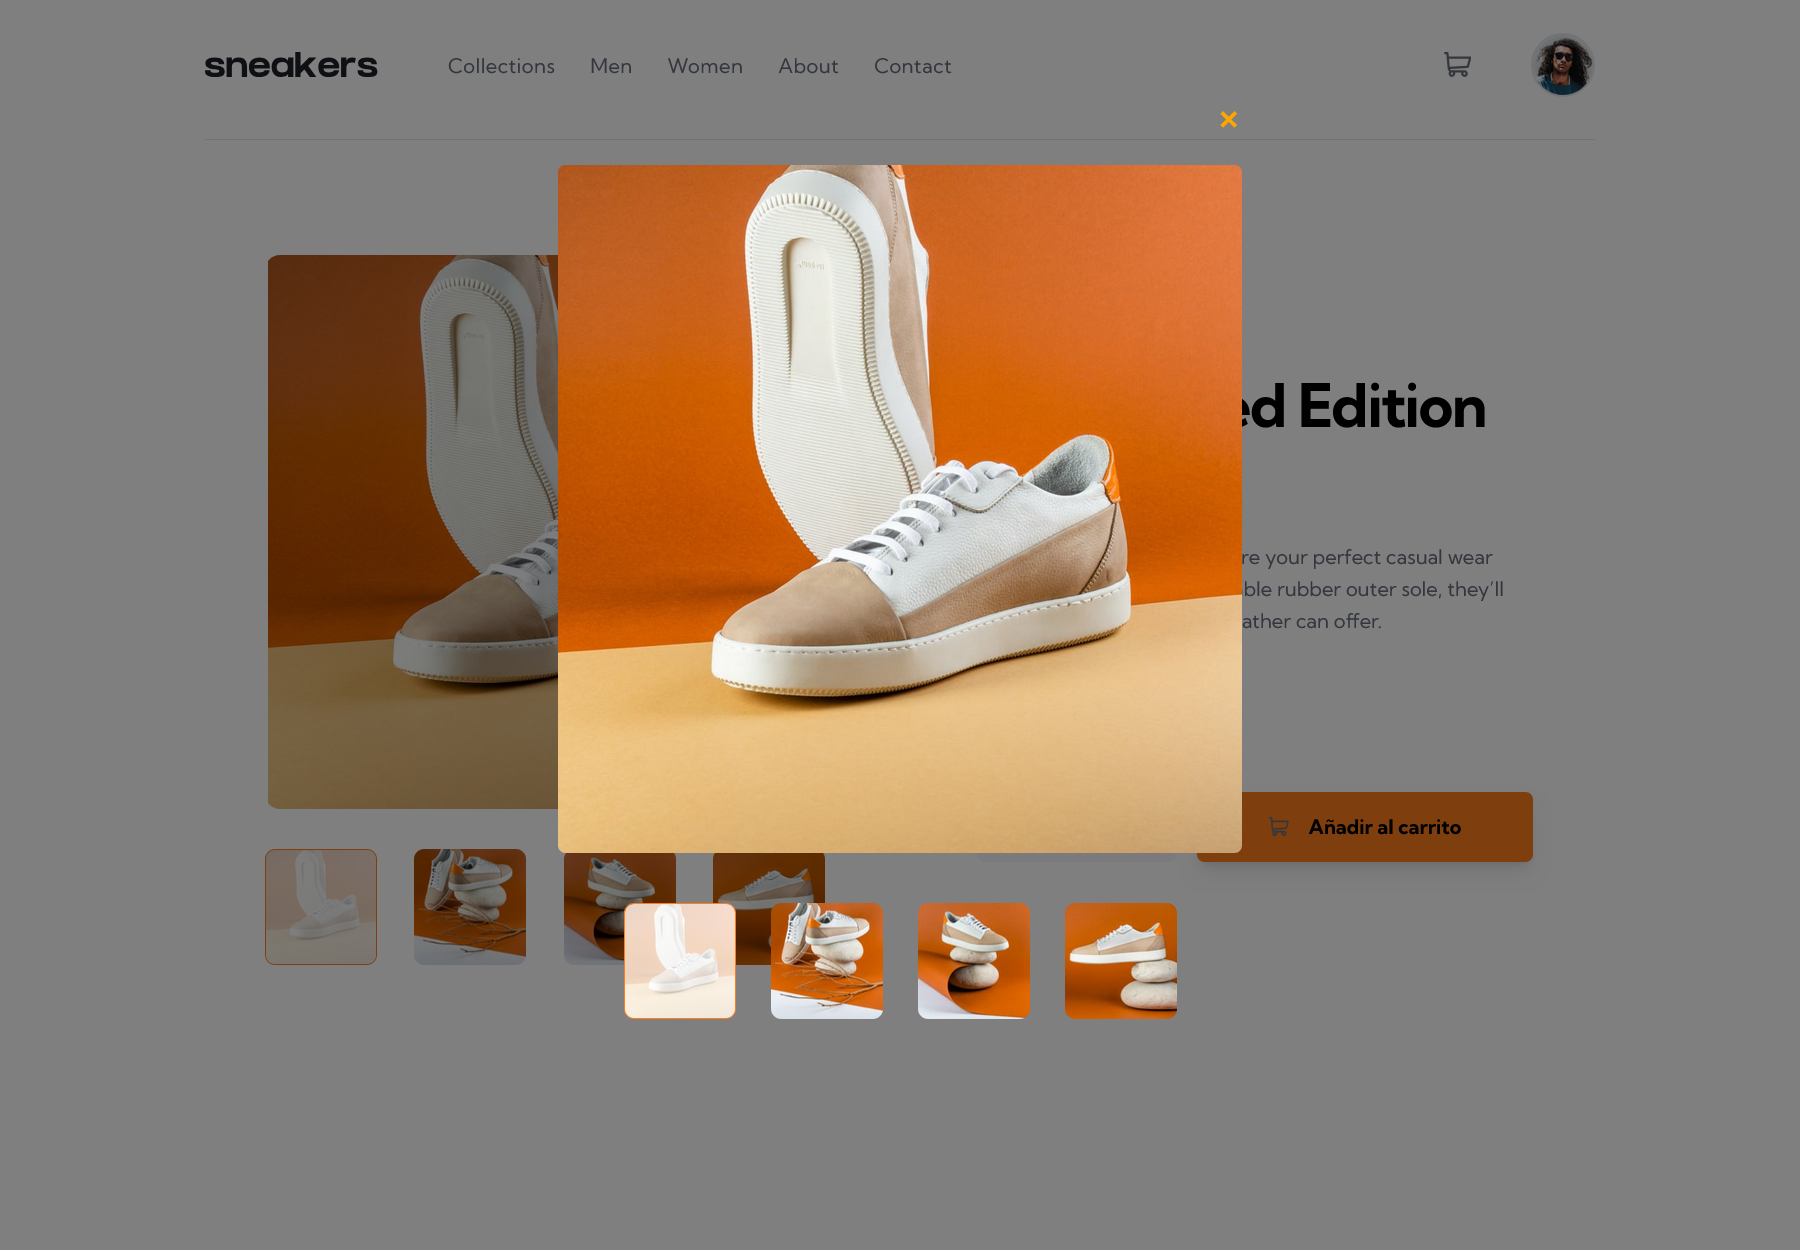 sneakers
Collections Men Women About Contact
ed Edition
re your perfect casual wear
ble rubber outer sole, they’ll
ather can offer.
Añadir al carrito